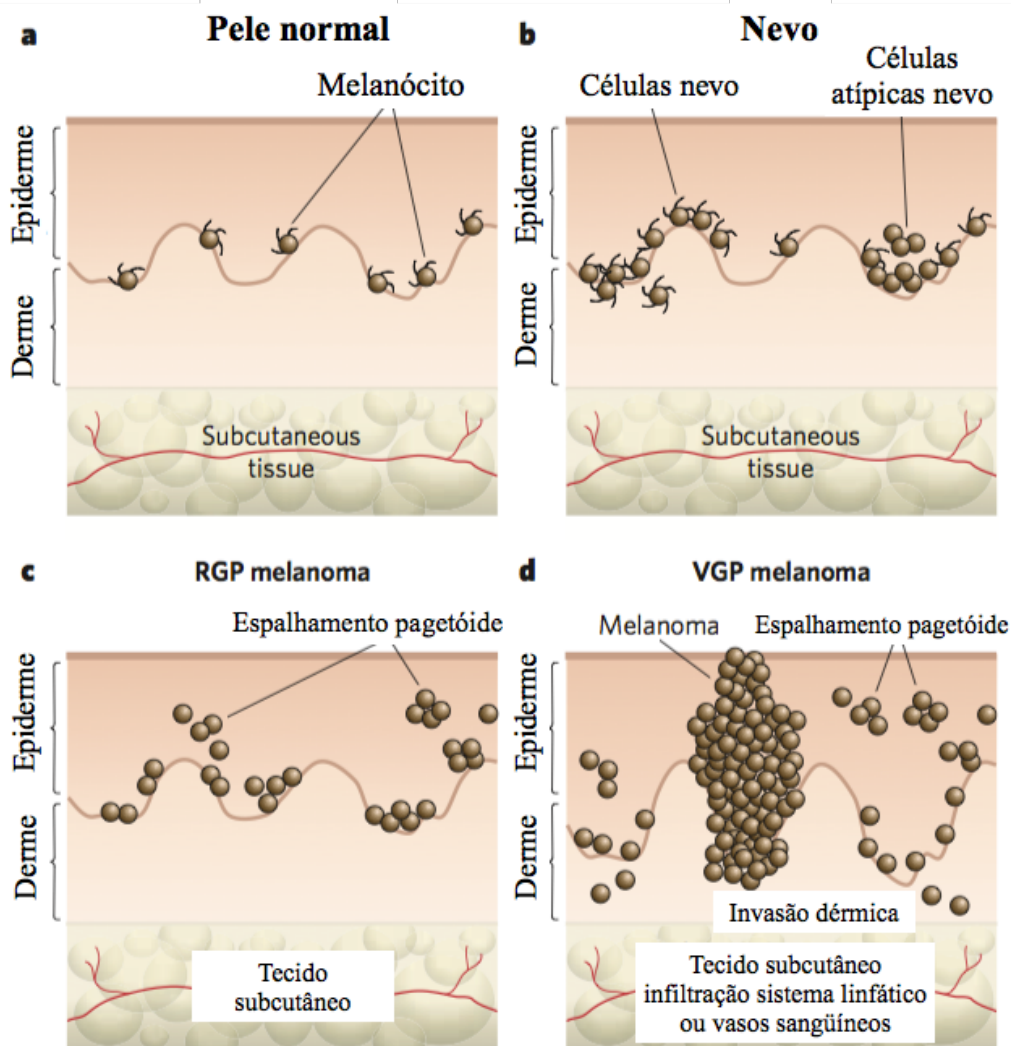 a
Pele normal
Melanócito
Epiderme
Derme
Subcutaneous
tissue
b
Nevo
Células nevo
Células
atípicas nevo
Epiderme
Derme
Subcutaneous
tissue
c
RGP melanoma
Espalhamento pagetóide
Epiderme
Derme
Tecido
subcutâneo
d
VGP melanoma
Melanoma
Espalhamento pagetóide
Epiderme
Derme
Invasão dérmica
Tecido subcutâneo
infiltração sistema linfático
ou vasos sangüíneos